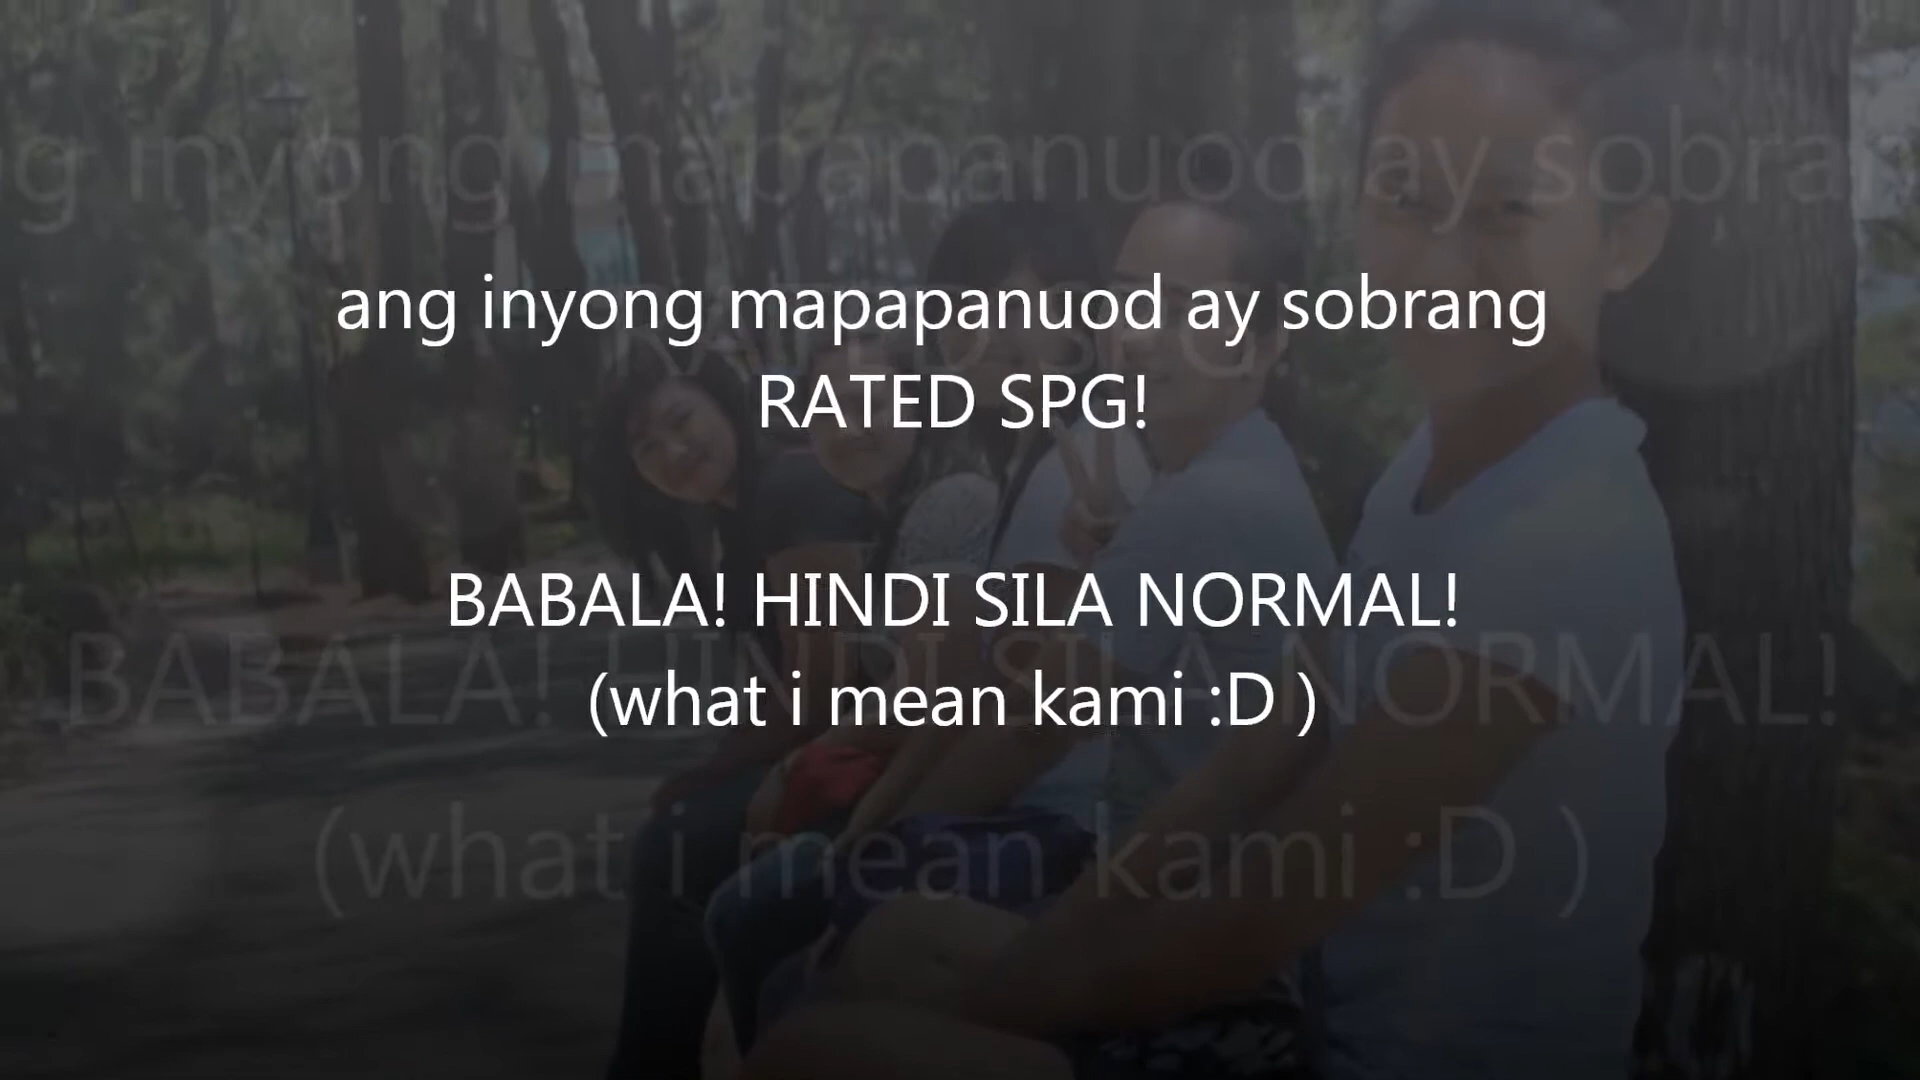 ang inyong mapapanuod ay sobrang
RATED SPG!
BABALA! HINDI SILA NORMAL!
(what i mean kami :D )